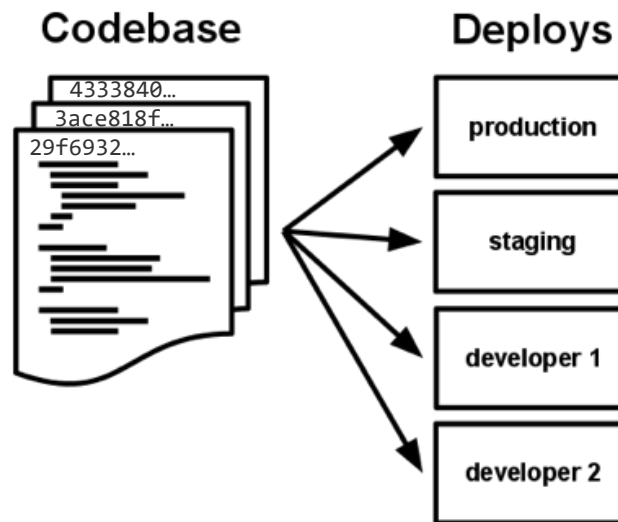 Codebase
Deploys
4333840…
3ace818f…
29f6932…
production
staging
developer 1
developer 2